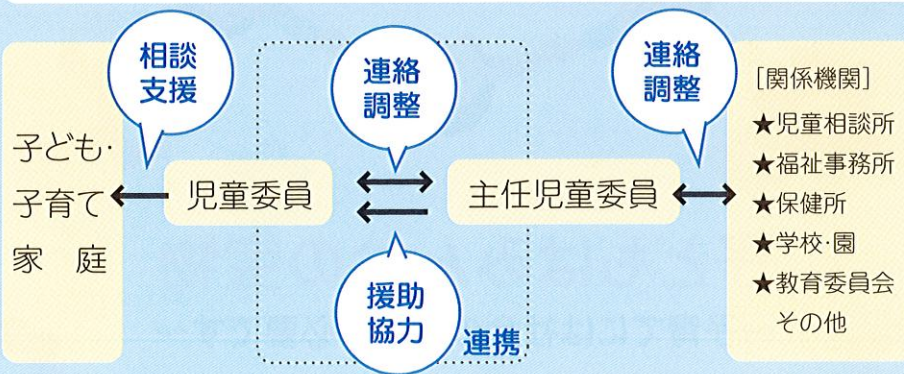 相談
支援
連絡
調整
連絡
調整
子ども・
子育て
家　庭
児童委員
主任児童委員
援助
協力
連携
［関係機関］
★児童相談所
★福祉事務所
★保健所
★学校・園
★教育委員会
その他